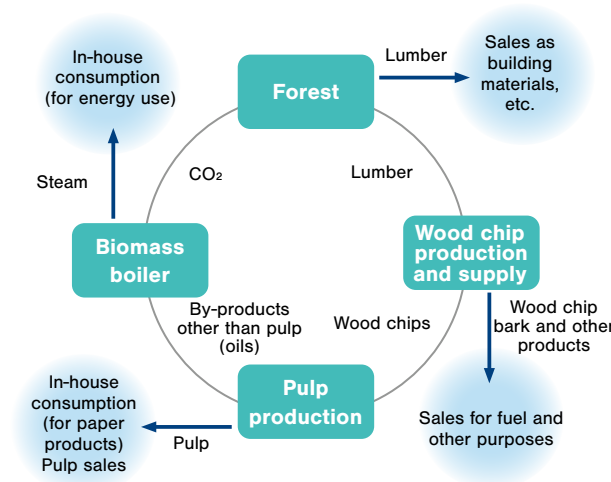 In-house
consumption
(for energy use)
Forest
Lumber
Sales as
building
materials,
etc.
Steam
CO₂
Lumber
Biomass
boiler
Wood chip
production
and supply
By-products
other than pulp
(oils)
Wood chips
Wood chip
bark and other
products
In-house
consumption
(for paper
products)
Pulp sales
Pulp
Pulp
production
Sales for fuel and
other purposes